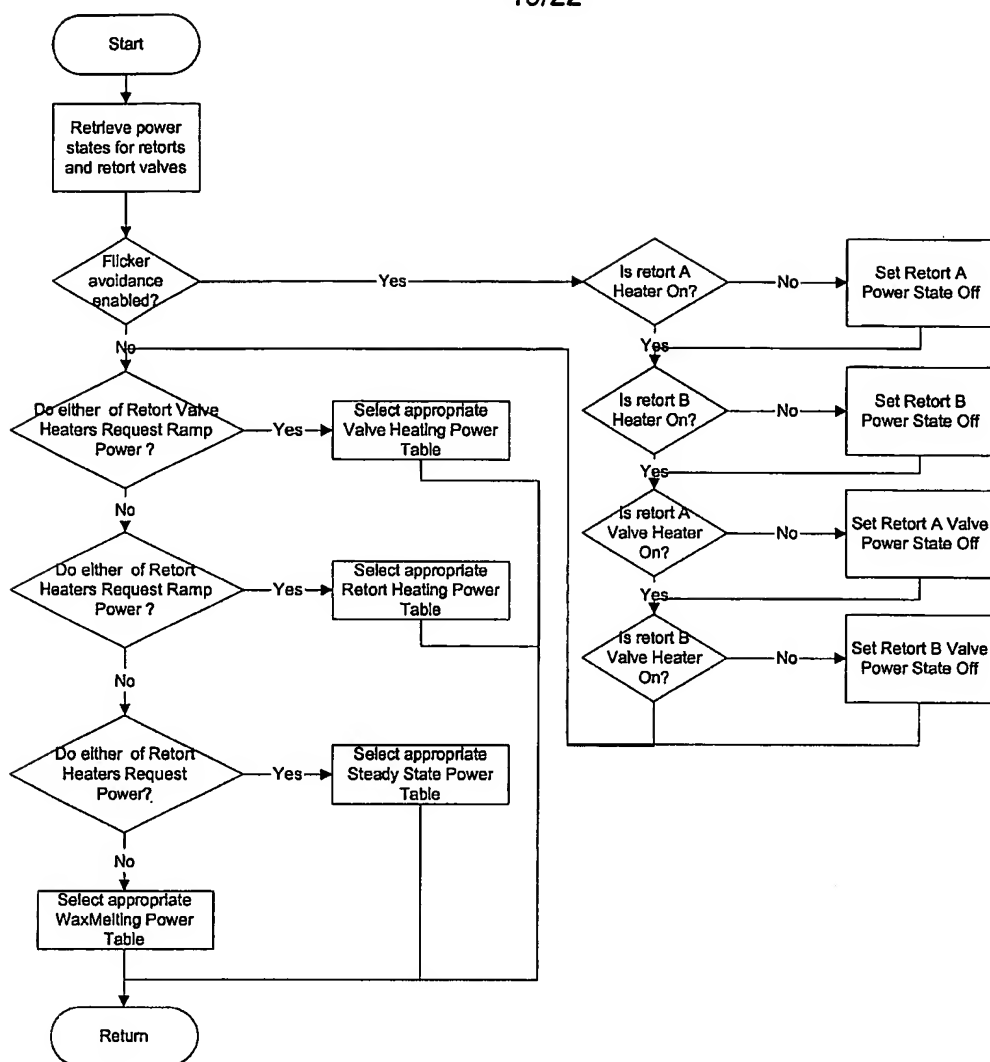 Start
Retrieve power
states for retorts
and retort valves
Flicker
avoidance
enabled?
Yes
Is retort A
Heater On?
No
Set Retort A
Power State Off
No
Yes
Do either of Retort Valve
Heaters Request Ramp
Power ?
Yes
Select appropriate
Valve Heating Power
Table
Is retort B
Heater On?
No
Set Retort B
Power State Off
Yes
No
Is retort A
Valve Heater
On?
No
Set Retort A Valve
Power State Off
Do either of Retort
Heaters Request Ramp
Power ?
Yes
Select appropriate
Retort Heating Power
Table
Yes
Is retort B
Valve Heater
On?
No
Set Retort B Valve
Power State Off
No
Do either of Retort
Heaters Request
Power?
Yes
Select appropriate
Steady State Power
Table
No
Select appropriate
WaxMelting Power
Table
Return